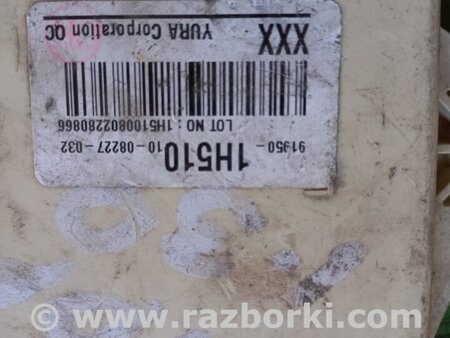 91950-
1H510
10-08227-032
LOT NO : 1H5100802280866
XXX
YURA Corporation QC
www.razborki.com